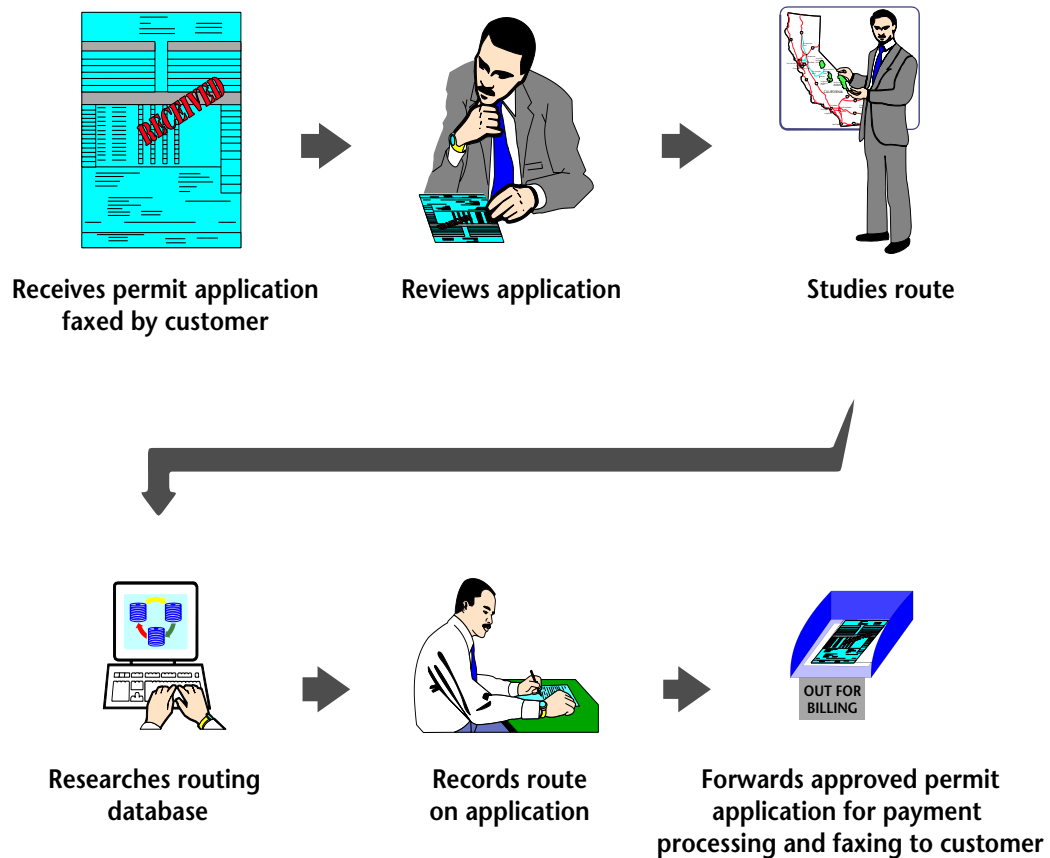 RECEIVED
CALIFORNIA
Receives permit application
faxed by customer
Reviews application
Studies route
OUT FOR
BILLING
Researches routing
database
Records route
on application
Forwards approved permit
application for payment
processing and faxing to customer